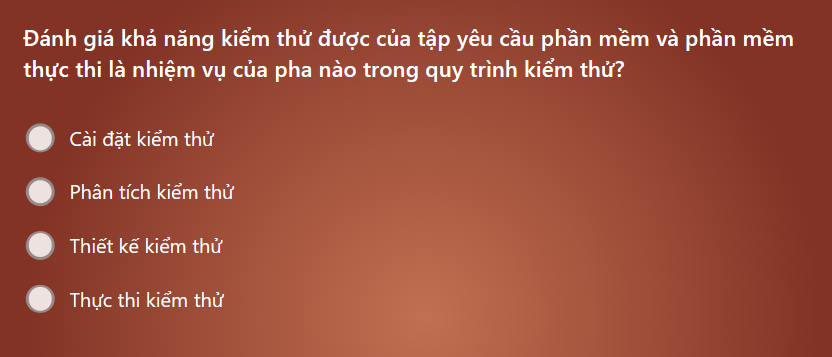 Đánh giá khả năng kiểm thử được của tập yêu cầu phần mềm và phần mềm
thực thi là nhiệm vụ của pha nào trong quy trình kiểm thử?
Cài đặt kiểm thử
Phân tích kiểm thử
Thiết kế kiểm thử
Thực thi kiểm thử